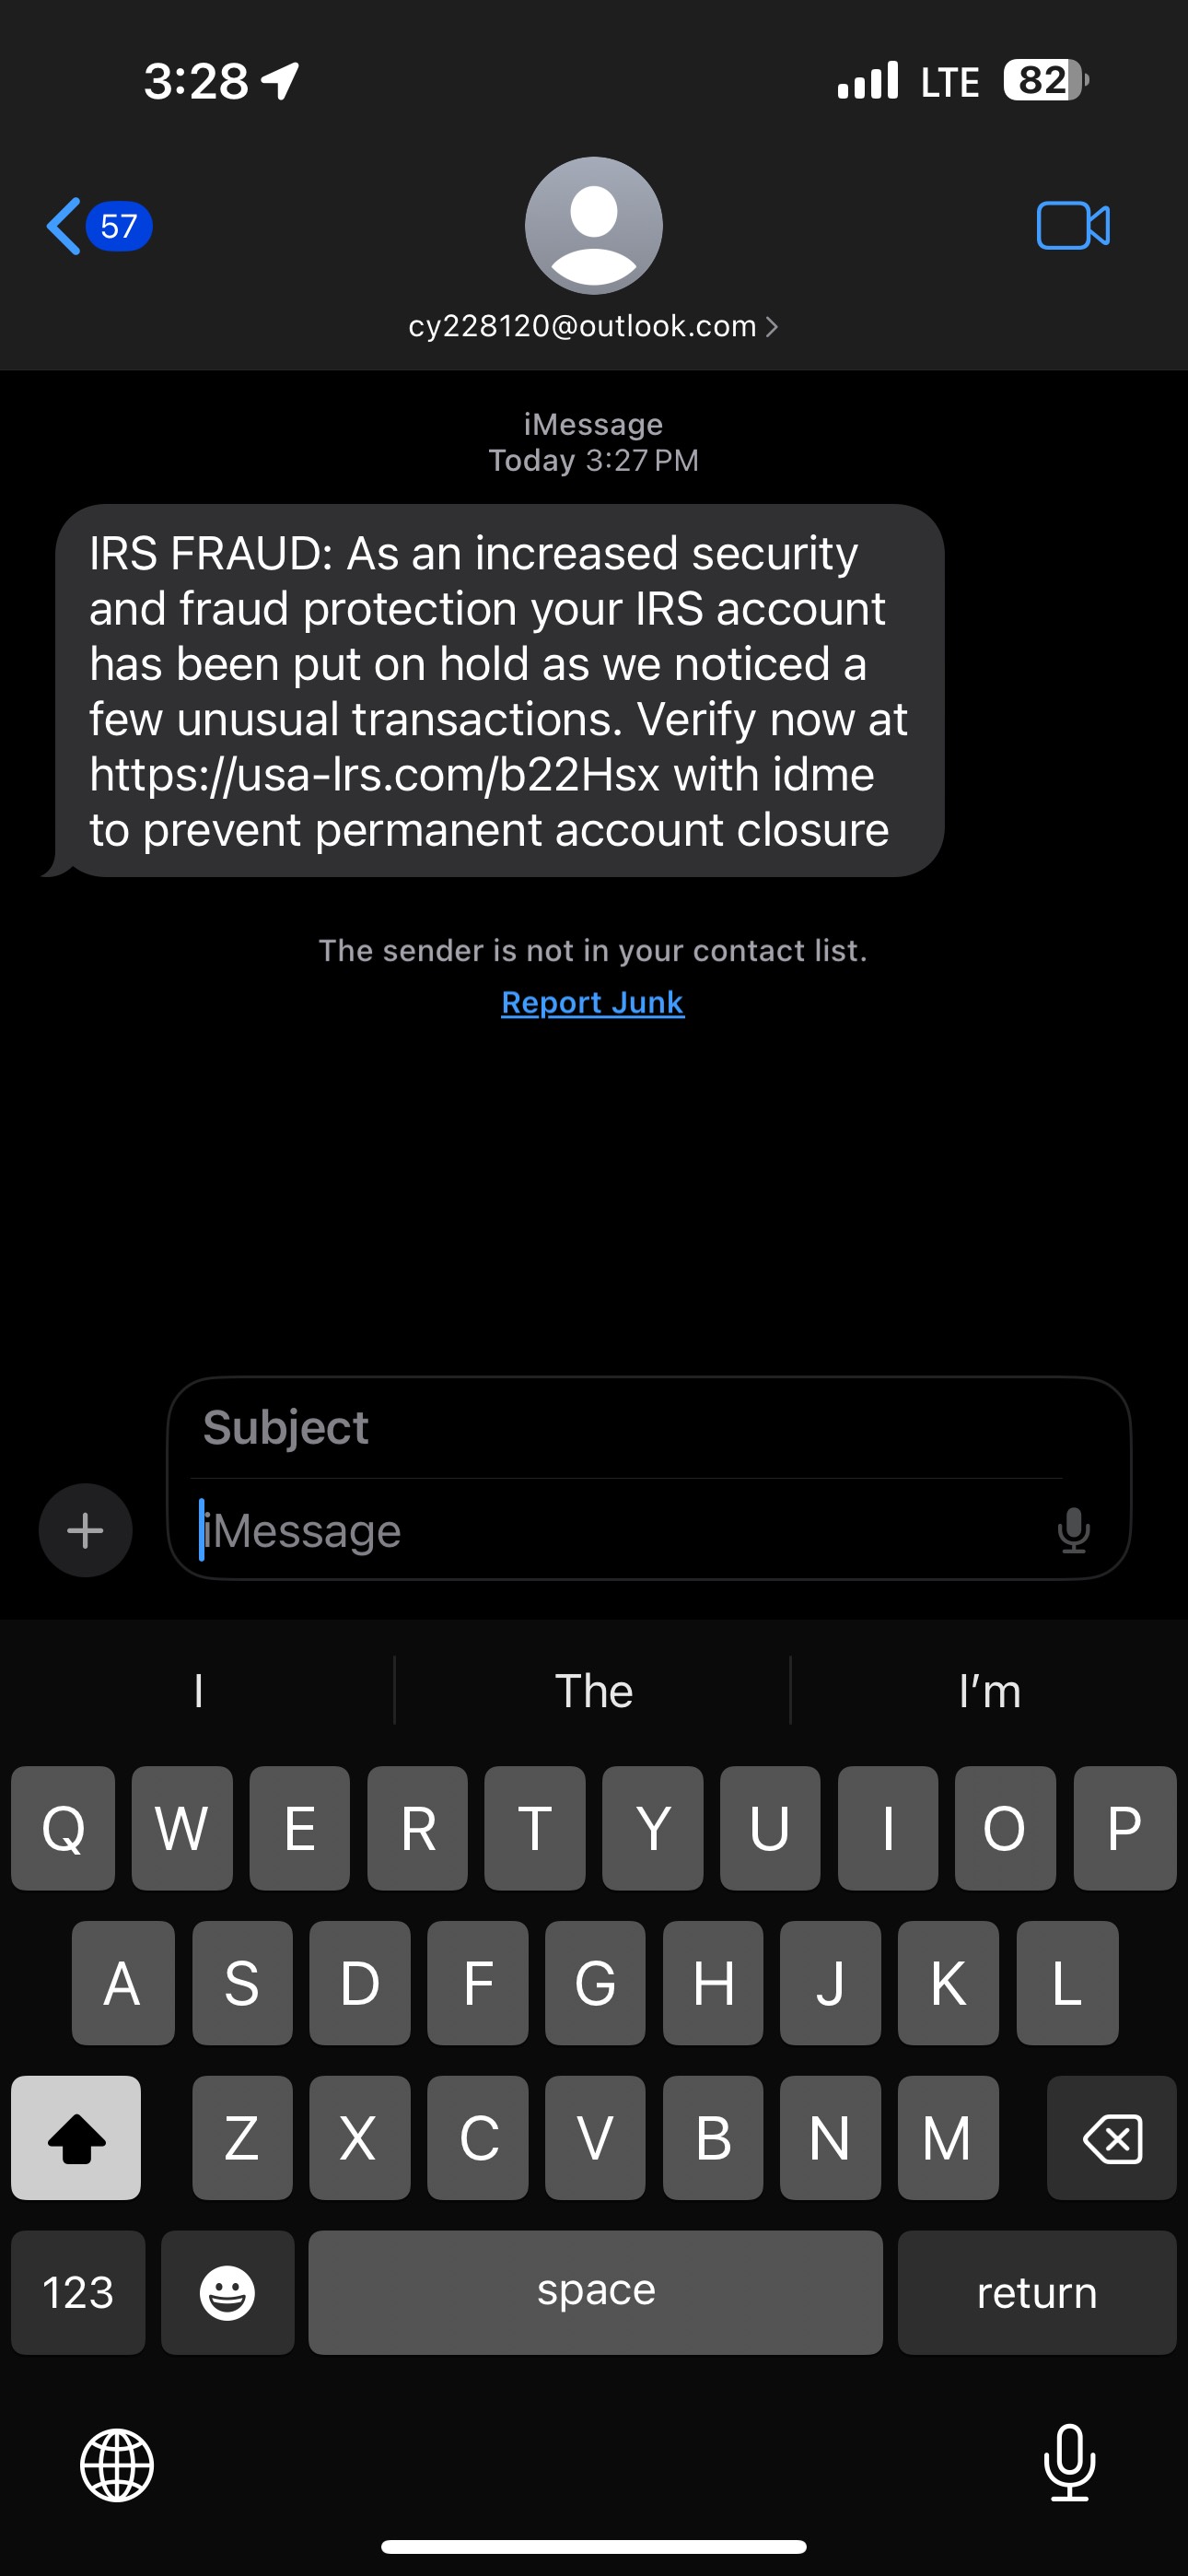 3:28 LTE 82
57
cy228120@outlook.com
iMessage
Today 3:27 PM
IRS FRAUD: As an increased security
and fraud protection your IRS account
has been put on hold as we noticed a
few unusual transactions. Verify now at
https://usa-lrs.com/b22Hsx with idme
to prevent permanent account closure
The sender is not in your contact list.
Report Junk
Subject
iMessage
I The I’m
Q W E R T Y U I O P
A S D F G H J K L
Z X C V B N M
123 space return